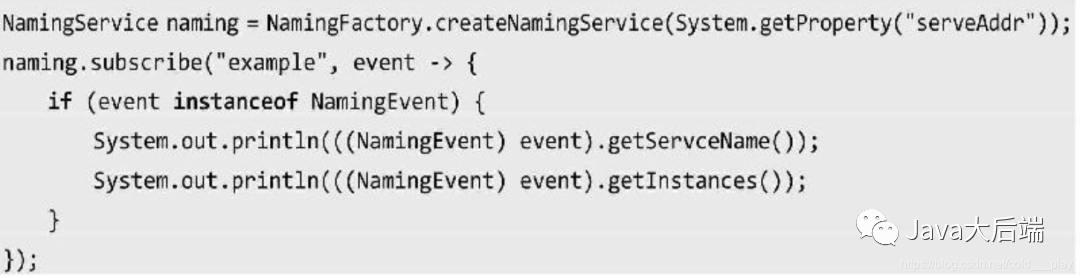 NamingService naming = NamingFactory.createNamingService(System.getProperty("serveAddr"));
naming.subscribe("example", event -> {
    if (event instanceof NamingEvent) {
        System.out.println(((NamingEvent) event).getServceName());
        System.out.println(((NamingEvent) event).getInstances());
    }
});
Java大后端
https://blog.csdn.net/cold___play